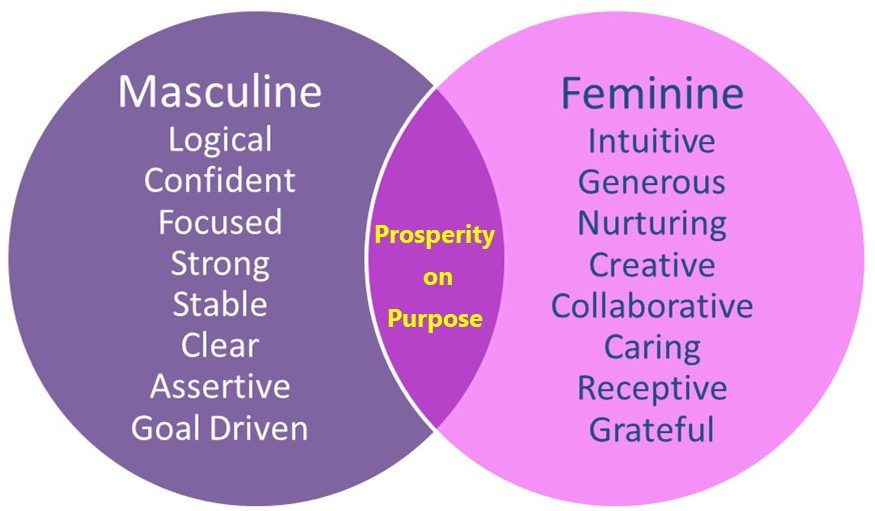 Masculine
Logical
Confident
Focused
Strong
Stable
Clear
Assertive
Goal Driven
Prosperity
on
Purpose
Feminine
Intuitive
Generous
Nurturing
Creative
Collaborative
Caring
Receptive
Grateful